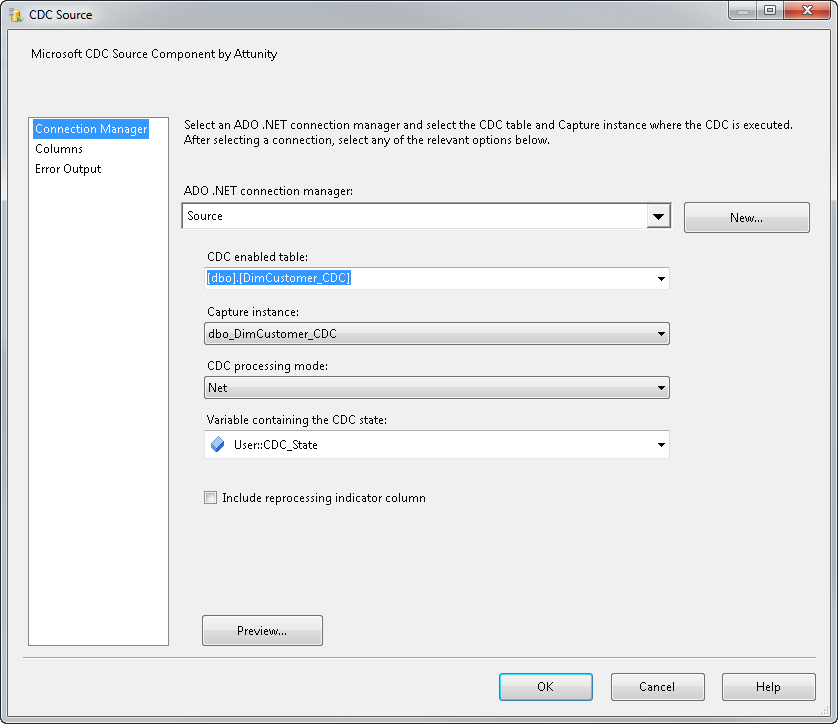 CDC Source
Microsoft CDC Source Component by Attunity
Connection Manager
Columns
Error Output
Select an ADO .NET connection manager and select the CDC table and Capture instance where the CDC is executed.
After selecting a connection, select any of the relevant options below.
ADO .NET connection manager:
Source
New...
CDC enabled table:
[dbo].[DimCustomer_CDC]
Capture instance:
dbo_DimCustomer_CDC
CDC processing mode:
Net
Variable containing the CDC state:
User::CDC_State
Include reprocessing indicator column
Preview...
OK
Cancel
Help